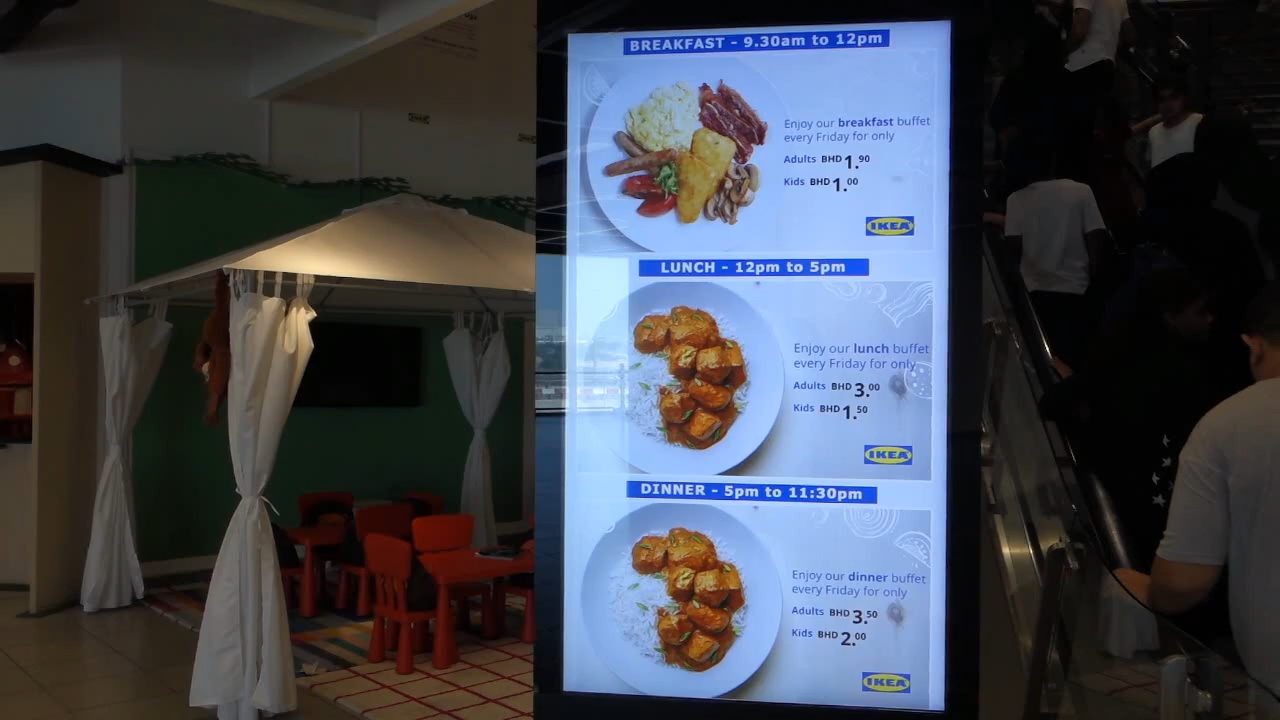 BREAKFAST - 9.30am to 12pm
Enjoy our breakfast buffet
every Friday for only
Adults BHD 1.90
Kids BHD 1.00
IKEA
LUNCH - 12pm to 5pm
Enjoy our lunch buffet
every Friday for only
Adults BHD 3.00
Kids BHD 1.50
IKEA
DINNER - 5pm to 11:30pm
Enjoy our dinner buffet
every Friday for only
Adults BHD 3.50
Kids BHD 2.00
IKEA